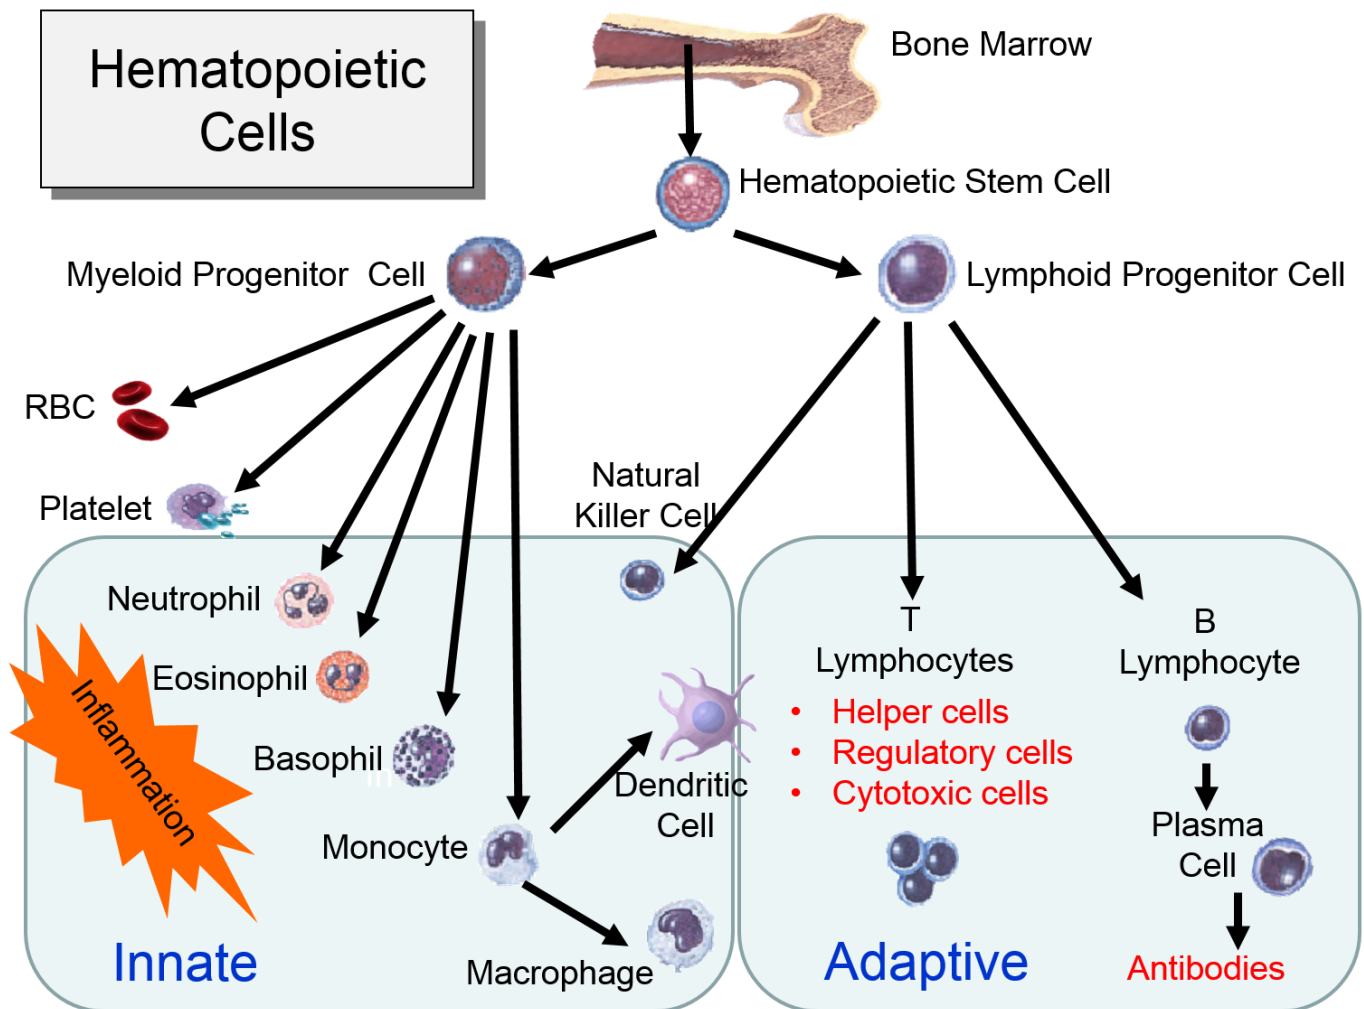 Hematopoietic
Cells
Bone Marrow
Hematopoietic Stem Cell
Myeloid Progenitor Cell
Lymphoid Progenitor Cell
RBC
Platelet
Natural
Killer Cell
Neutrophil
Eosinophil
Basophil
in
Monocyte
Dendritic
Cell
Macrophage
Inflammation
Innate
T
Lymphocytes
• Helper cells
• Regulatory cells
• Cytotoxic cells
B
Lymphocyte
Plasma
Cell
Antibodies
Adaptive